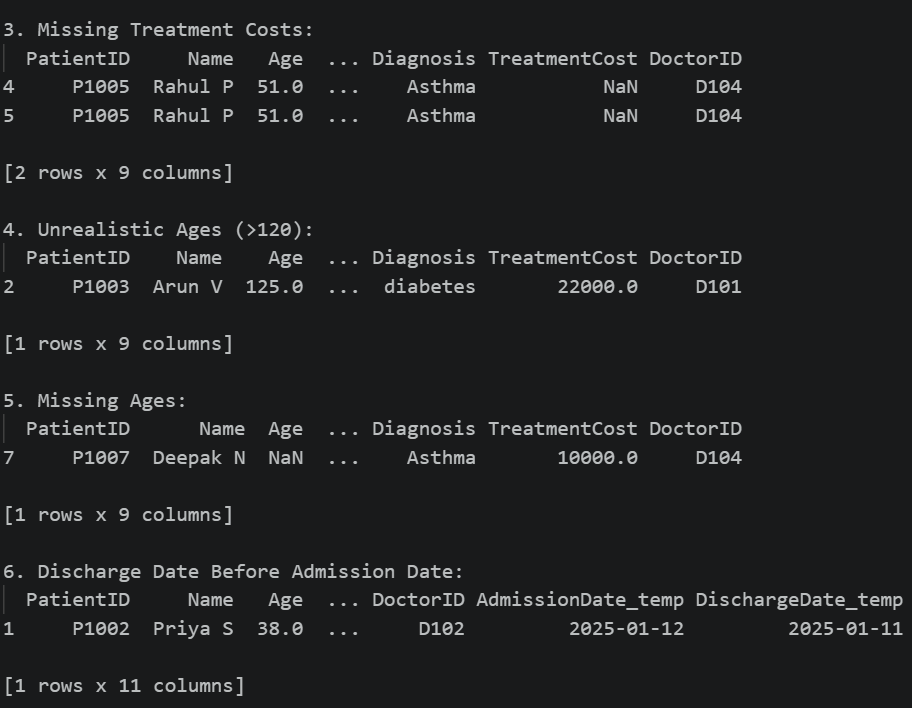 3. Missing Treatment Costs:
  PatientID     Name   Age  ... Diagnosis TreatmentCost DoctorID
4     P1005  Rahul P  51.0  ...    Asthma           NaN     D104
5     P1005  Rahul P  51.0  ...    Asthma           NaN     D104
[2 rows x 9 columns]
4. Unrealistic Ages (>120):
  PatientID    Name    Age  ... Diagnosis TreatmentCost DoctorID
2     P1003  Arun V  125.0  ...  diabetes       22000.0     D101
[1 rows x 9 columns]
5. Missing Ages:
  PatientID      Name  Age  ... Diagnosis TreatmentCost DoctorID
7     P1007  Deepak N  NaN  ...    Asthma       10000.0     D104
[1 rows x 9 columns]
6. Discharge Date Before Admission Date:
  PatientID     Name   Age  ... DoctorID AdmissionDate_temp DischargeDate_temp
1     P1002  Priya S  38.0  ...     D102         2025-01-12         2025-01-11
[1 rows x 11 columns]